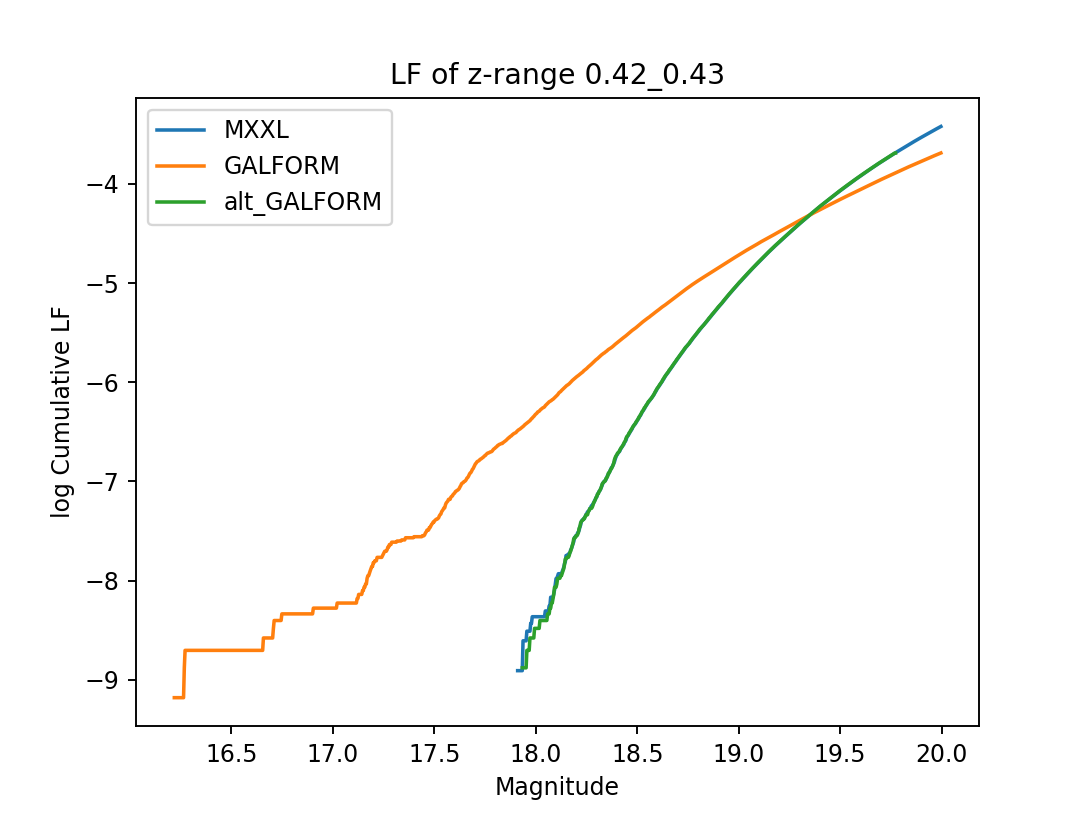 LF of z-range 0.42_0.43
MXXL
GALFORM
alt_GALFORM
−4
−5
−6
−7
−8
−9
log Cumulative LF
16.5 17.0 17.5 18.0 18.5 19.0 19.5 20.0
Magnitude